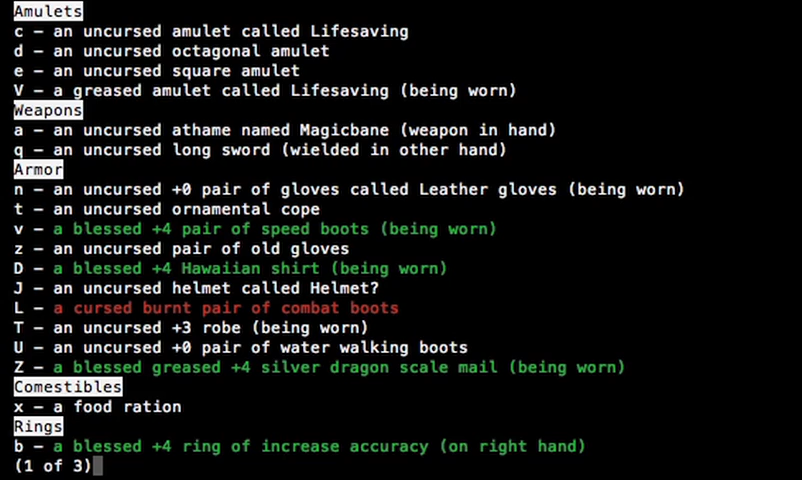 Amulets
c - an uncursed amulet called Lifesaving
d - an uncursed octagonal amulet
e - an uncursed square amulet
V - a greased amulet called Lifesaving (being worn)
Weapons
a - an uncursed athame named Magicbane (weapon in hand)
q - an uncursed long sword (wielded in other hand)
Armor
n - an uncursed +0 pair of gloves called Leather gloves (being worn)
t - an uncursed ornamental cope
v - a blessed +4 pair of speed boots (being worn)
z - an uncursed pair of old gloves
D - a blessed +4 Hawaiian shirt (being worn)
J - an uncursed helmet called Helmet?
L - a cursed burnt pair of combat boots
T - an uncursed +3 robe (being worn)
U - an uncursed +0 pair of water walking boots
Z - a blessed greased +4 silver dragon scale mail (being worn)
Comestibles
x - a food ration
Rings
b - a blessed +4 ring of increase accuracy (on right hand)
(1 of 3)